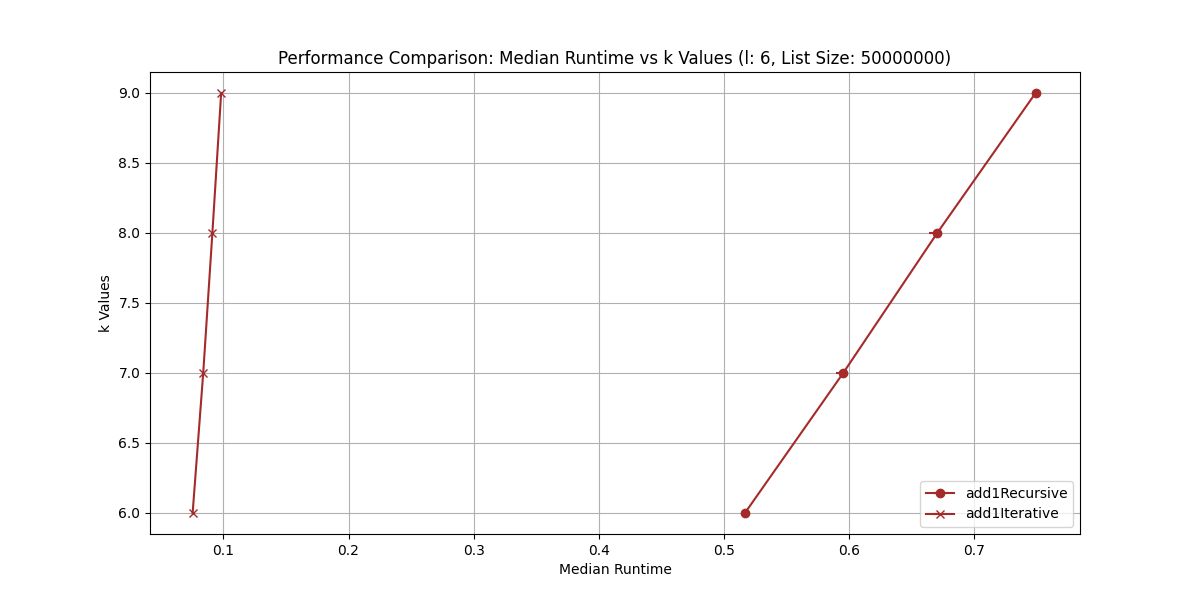 Performance Comparison: Median Runtime vs k Values (l: 6, List Size: 50000000)
9.0
8.5
8.0
7.5
7.0
6.5
6.0
k Values
0.1 0.2 0.3 0.4 0.5 0.6 0.7
Median Runtime
add1Recursive
add1Iterative